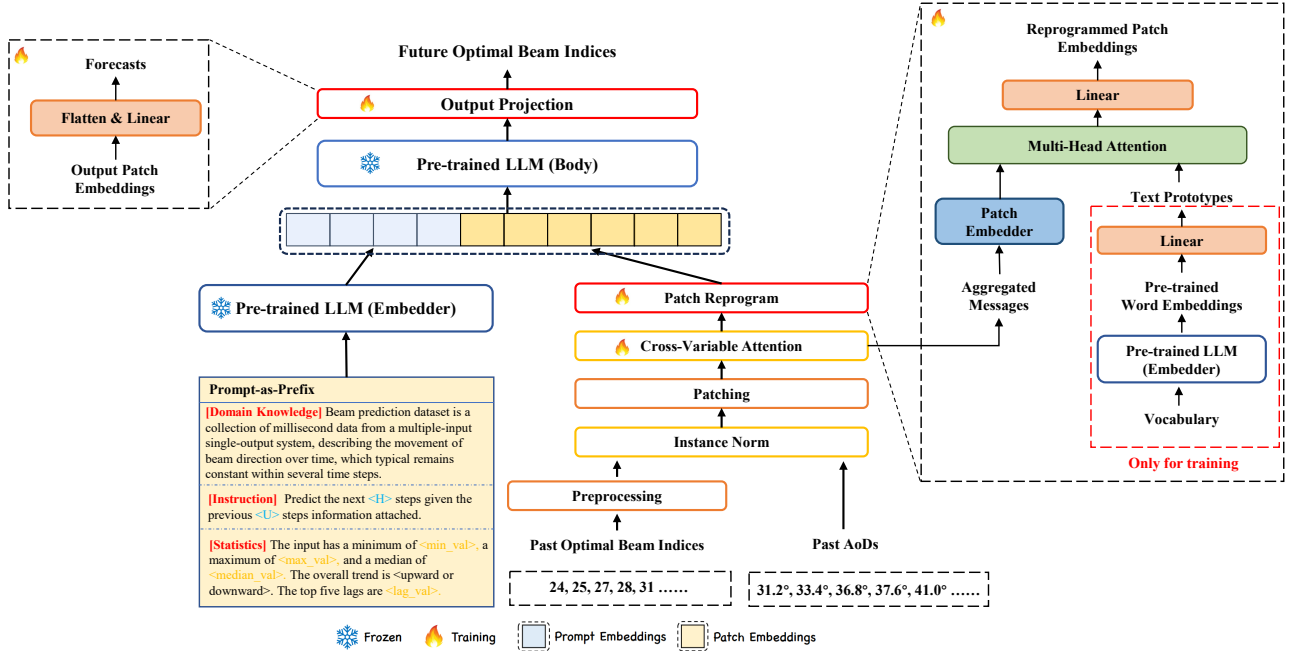 Forecasts
Flatten & Linear
Output Patch
Embeddings
Future Optimal Beam Indices
Output Projection
Pre-trained LLM (Body)
Pre-trained LLM (Embedder)
Prompt-as-Prefix
[Domain Knowledge] Beam prediction dataset is a
collection of millisecond data from a multiple-input
single-output system, describing the movement of
beam direction over time, which typical remains
constant within several time steps.
[Instruction] Predict the next <H> steps given the
previous <U> steps information attached.
[Statistics] The input has a minimum of <min_val>, a
maximum of <max_val>, and a median of
<median_val>. The overall trend is <upward or
downward>. The top five lags are <lag_val>.
Patch Reprogram
Cross-Variable Attention
Patching
Instance Norm
Preprocessing
Past Optimal Beam Indices
24, 25, 27, 28, 31 ......
Past AoDs
31.2°, 33.4°, 36.8°, 37.6°, 41.0° ......
Reprogrammed Patch
Embeddings
Linear
Multi-Head Attention
Patch
Embedder
Aggregated
Messages
Text Prototypes
Linear
Pre-trained
Word Embeddings
Pre-trained LLM
(Embedder)
Vocabulary
Only for training
Frozen
Training
Prompt Embeddings
Patch Embeddings